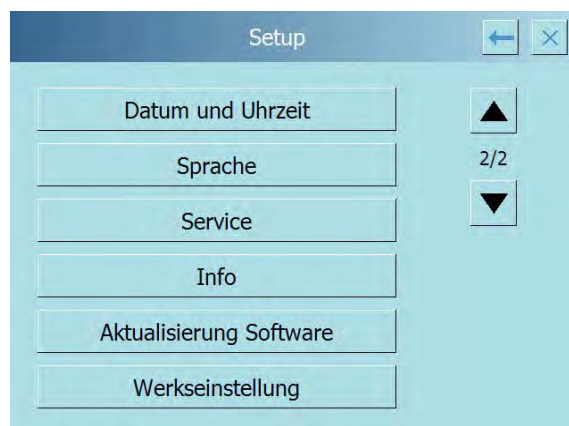 Setup
Datum und Uhrzeit
2/2
Sprache
Service
Info
Aktualisierung Software
Werkseinstellung